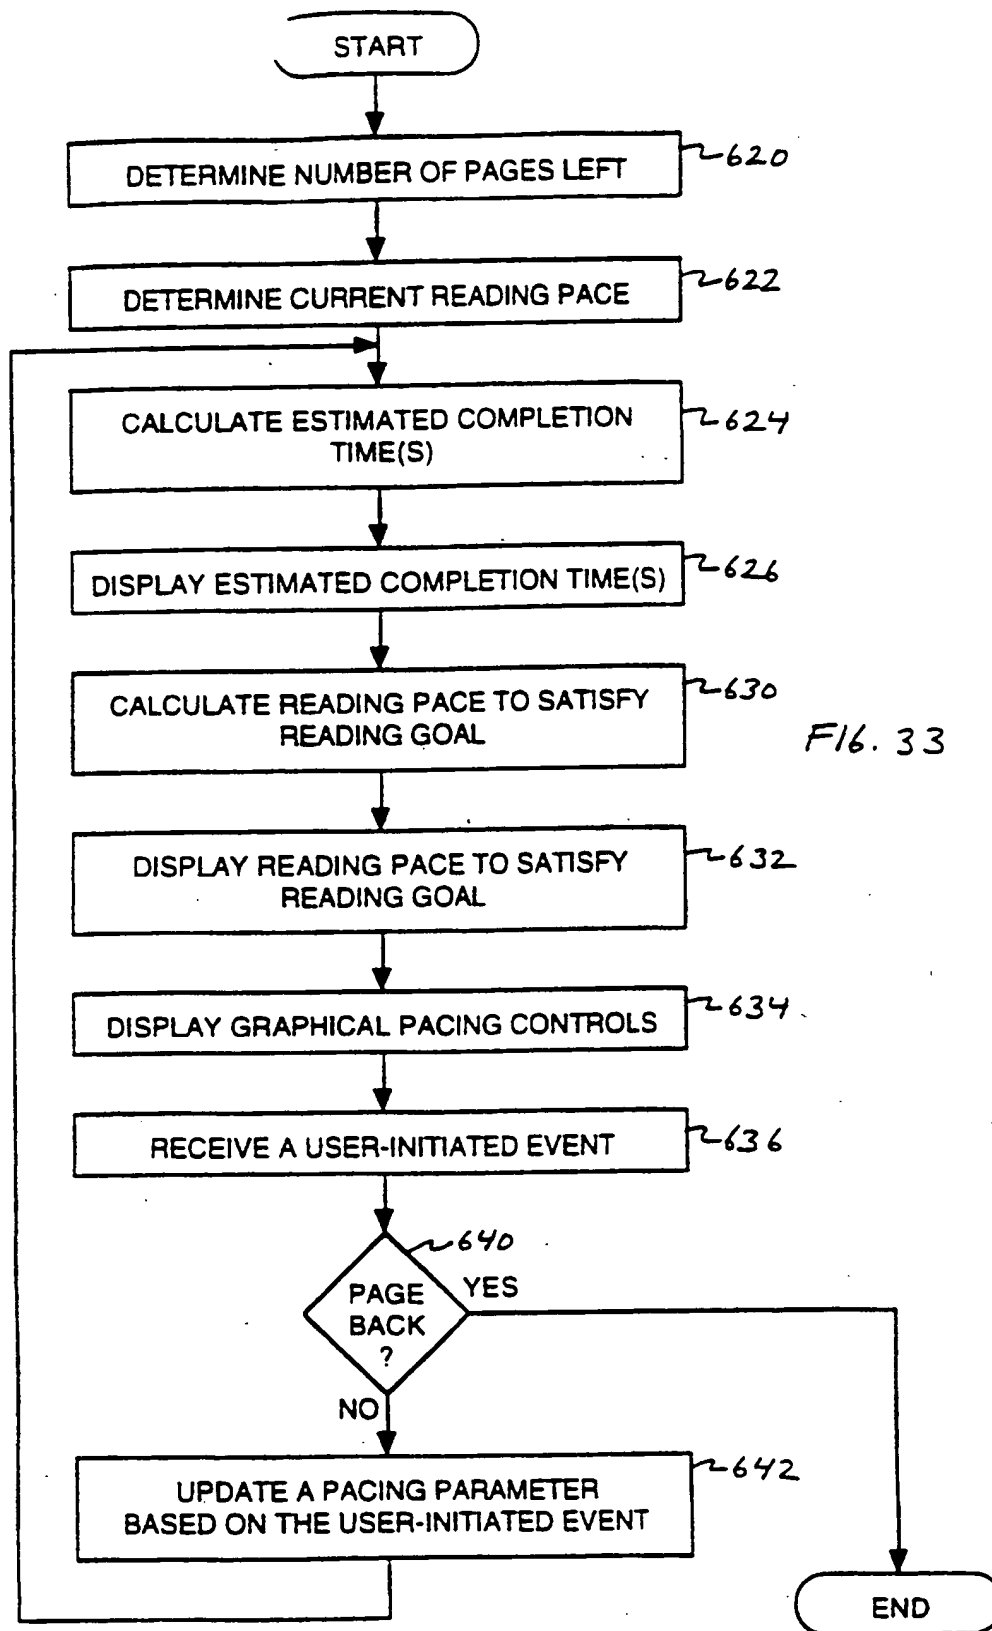 START
DETERMINE NUMBER OF PAGES LEFT
620
DETERMINE CURRENT READING PACE
622
CALCULATE ESTIMATED COMPLETION
TIME(S)
624
DISPLAY ESTIMATED COMPLETION TIME(S)
626
CALCULATE READING PACE TO SATISFY
READING GOAL
630
FIG. 33
DISPLAY READING PACE TO SATISFY
READING GOAL
632
DISPLAY GRAPHICAL PACING CONTROLS
634
RECEIVE A USER-INITIATED EVENT
636
640
PAGE
BACK
?
YES
NO
UPDATE A PACING PARAMETER
BASED ON THE USER-INITIATED EVENT
642
END